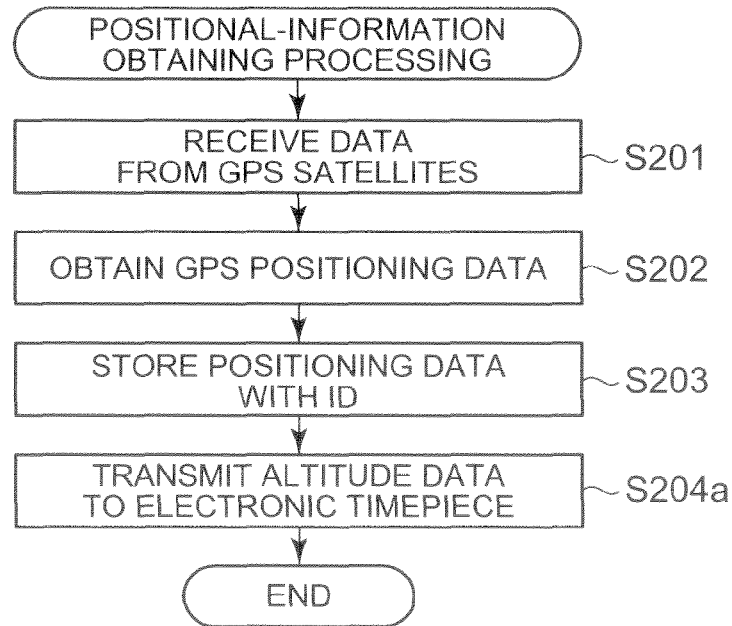 POSITIONAL-INFORMATION
OBTAINING PROCESSING
RECEIVE DATA
FROM GPS SATELLITES
S201
OBTAIN GPS POSITIONING DATA
S202
STORE POSITIONING DATA
WITH ID
S203
TRANSMIT ALTITUDE DATA
TO ELECTRONIC TIMEPIECE
S204a
END